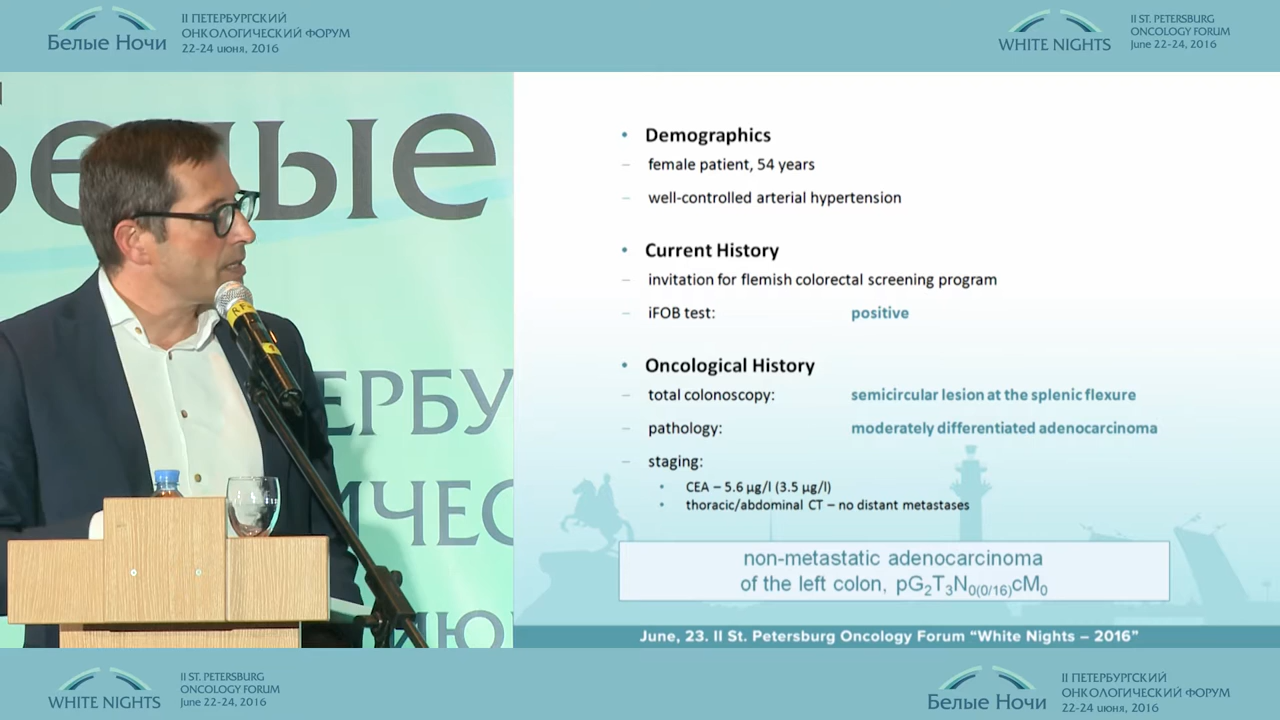 Белые Ночи
II ПЕТЕРБУРГСКИЙ
ОНКОЛОГИЧЕСКИЙ ФОРУМ
22-24 июня, 2016
WHITE NIGHTS
II ST. PETERSBURG
ONCOLOGY FORUM
June 22-24, 2016
Белые
ЕРБУ
ИЧЕС
ИЮ
• Demographics
– female patient, 54 years
– well-controlled arterial hypertension
• Current History
– invitation for flemish colorectal screening program
– iFOB test: positive
• Oncological History
– total colonoscopy: semicircular lesion at the splenic flexure
– pathology: moderately differentiated adenocarcinoma
– staging:
• CEA – 5.6 µg/l (3.5 µg/l)
• thoracic/abdominal CT – no distant metastases
non-metastatic adenocarcinoma
of the left colon, pG₂T₃N₀₍₀/₁₆₎cM₀
June, 23. II St. Petersburg Oncology Forum “White Nights – 2016”
WHITE NIGHTS
II ST. PETERSBURG
ONCOLOGY FORUM
June 22-24, 2016
Белые Ночи
II ПЕТЕРБУРГСКИЙ
ОНКОЛОГИЧЕСКИЙ ФОРУМ
22-24 июня, 2016